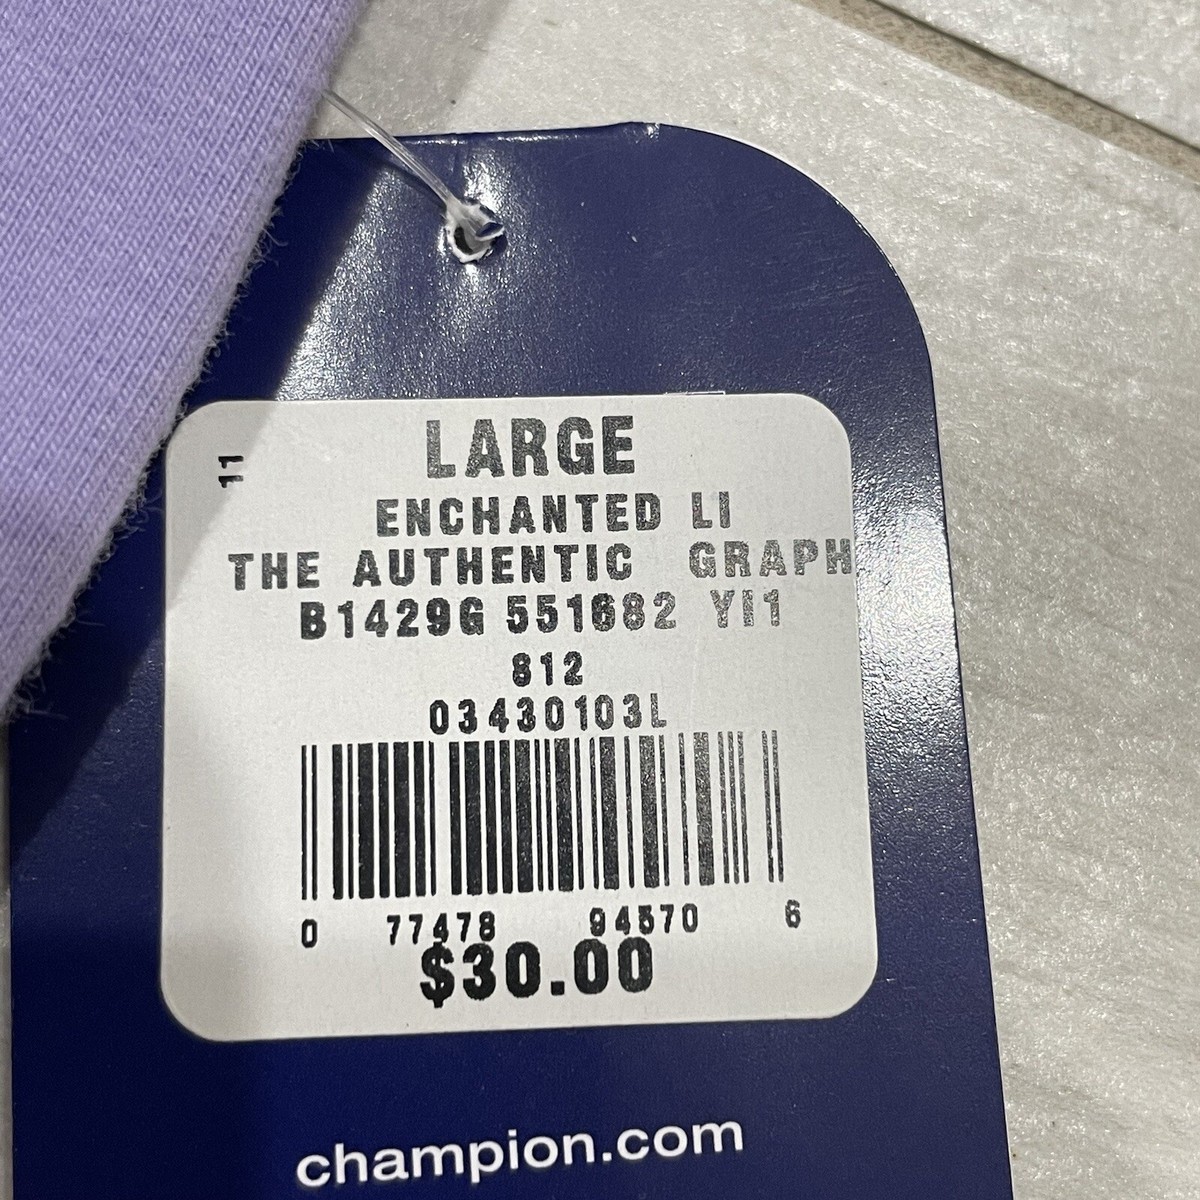 11
LARGE
ENCHANTED LI
THE AUTHENTIC GRAPH
B1429G 551682 YI1
812
03430103L
0 77478 94570 6
$30.00
champion.com